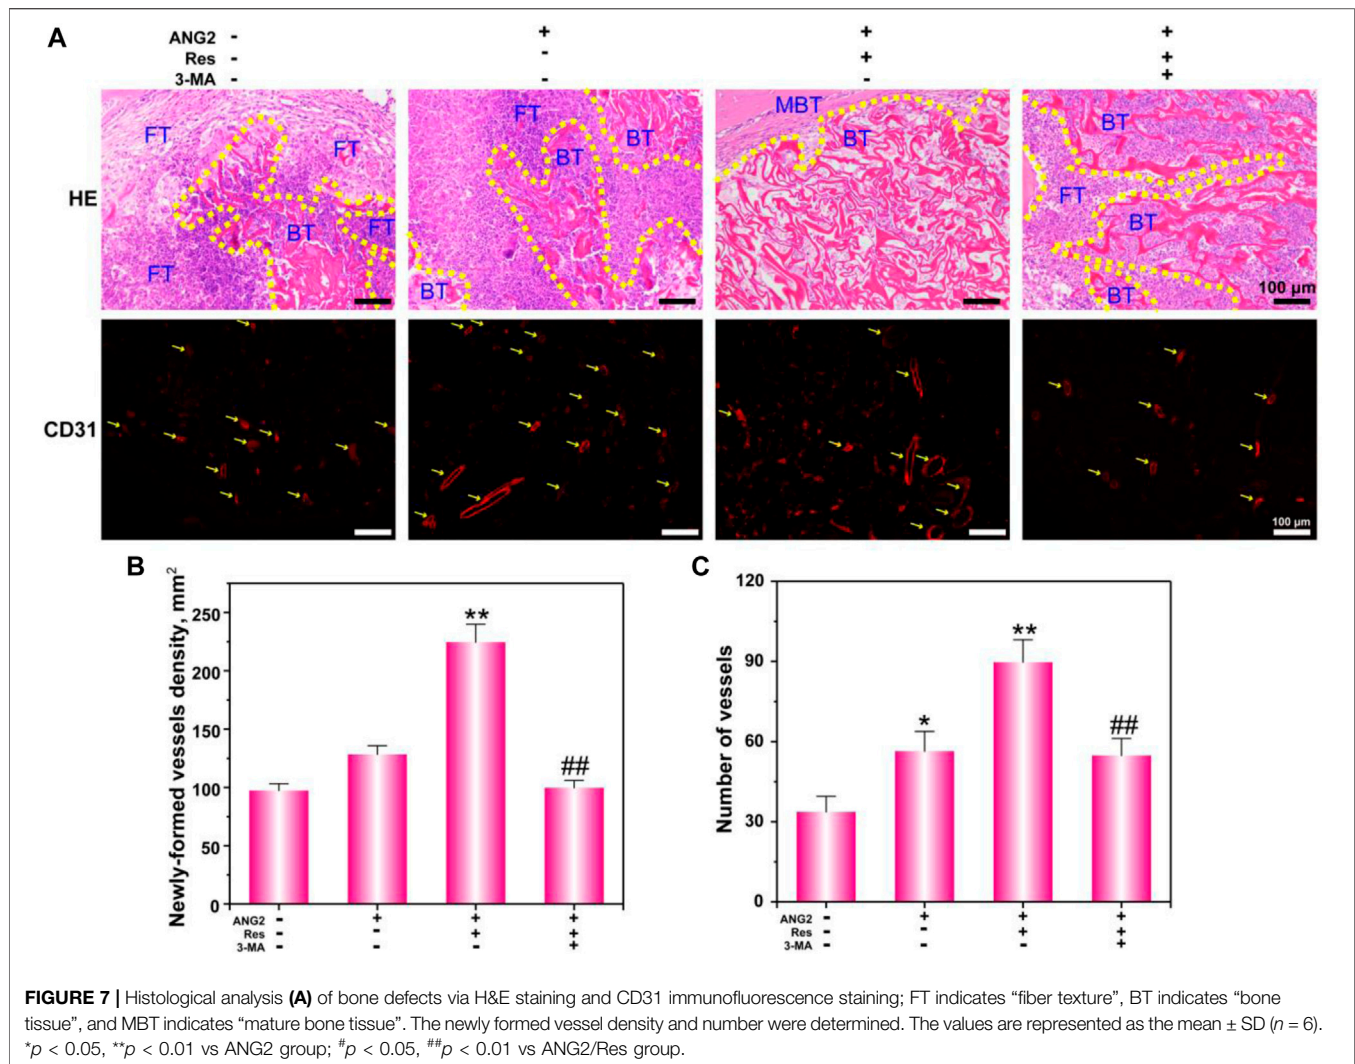 A
ANG2 - + + +
Res - - + +
3-MA - - - +
HE
FT FT FT FT BT
FT BT BT BT
MBT BT
BT FT BT BT
100 µm
CD31
100 µm
B
Newly-formed vessels density, mm²
250
200
150
100
50
0
**
##
ANG2 - + + +
Res - - + +
3-MA - - - +
C
Number of vessels
120
90
60
30
0
*
**
##
ANG2 - + + +
Res - - + +
3-MA - - - +
FIGURE 7 | Histological analysis (A) of bone defects via H&E staining and CD31 immunofluorescence staining; FT indicates “fiber texture”, BT indicates “bone
tissue”, and MBT indicates “mature bone tissue”. The newly formed vessel density and number were determined. The values are represented as the mean ± SD (n = 6).
*p < 0.05, **p < 0.01 vs ANG2 group; #p < 0.05, ##p < 0.01 vs ANG2/Res group.